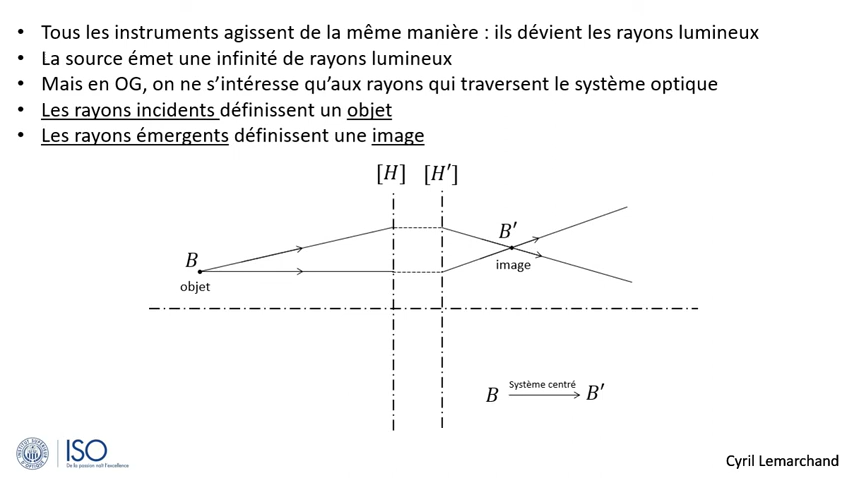 • Tous les instruments agissent de la même manière : ils dévient les rayons lumineux
• La source émet une infinité de rayons lumineux
• Mais en OG, on ne s'intéresse qu'aux rayons qui traversent le système optique
• Les rayons incidents définissent un objet
• Les rayons émergents définissent une image
[H] [H′]
B′
B
image
objet
Système centré
B B′
INSTITUT SUPERIEUR D'OPTIQUE
ISO
De la passion naît l'excellence
Cyril Lemarchand